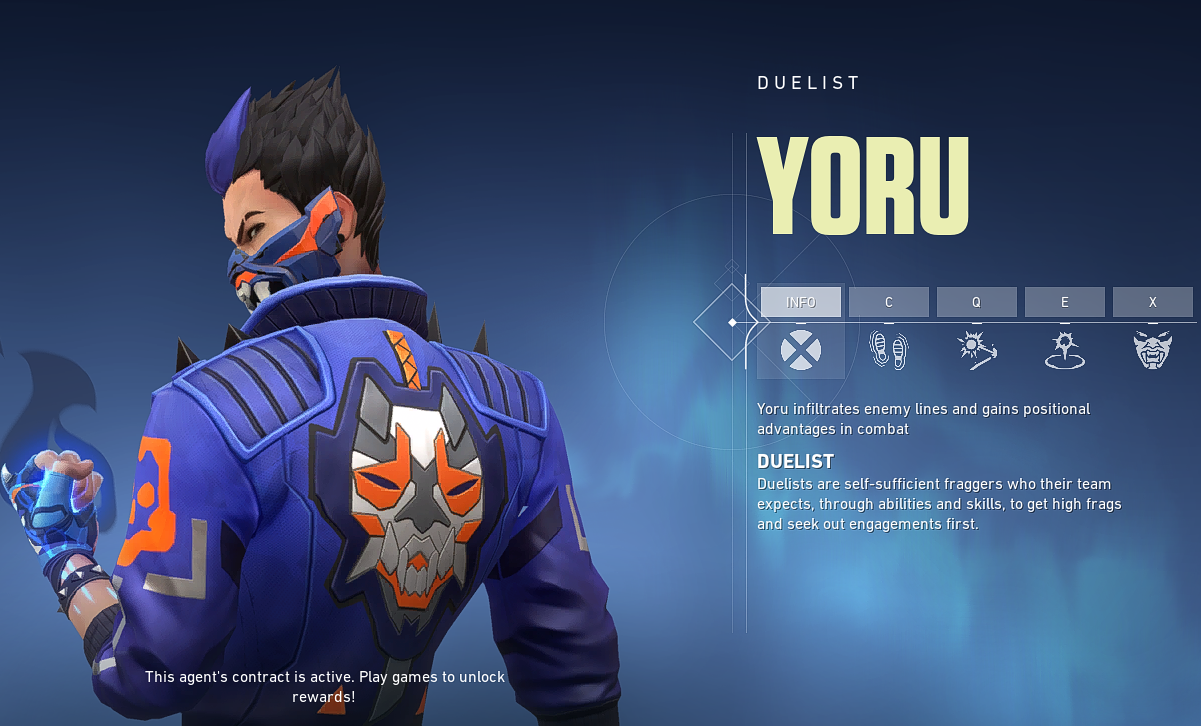 DUELIST
YORU
INFO C Q E X
Yoru infiltrates enemy lines and gains positional
advantages in combat
DUELIST
Duelists are self-sufficient fraggers who their team
expects, through abilities and skills, to get high frags
and seek out engagements first.
This agent's contract is active. Play games to unlock
rewards!